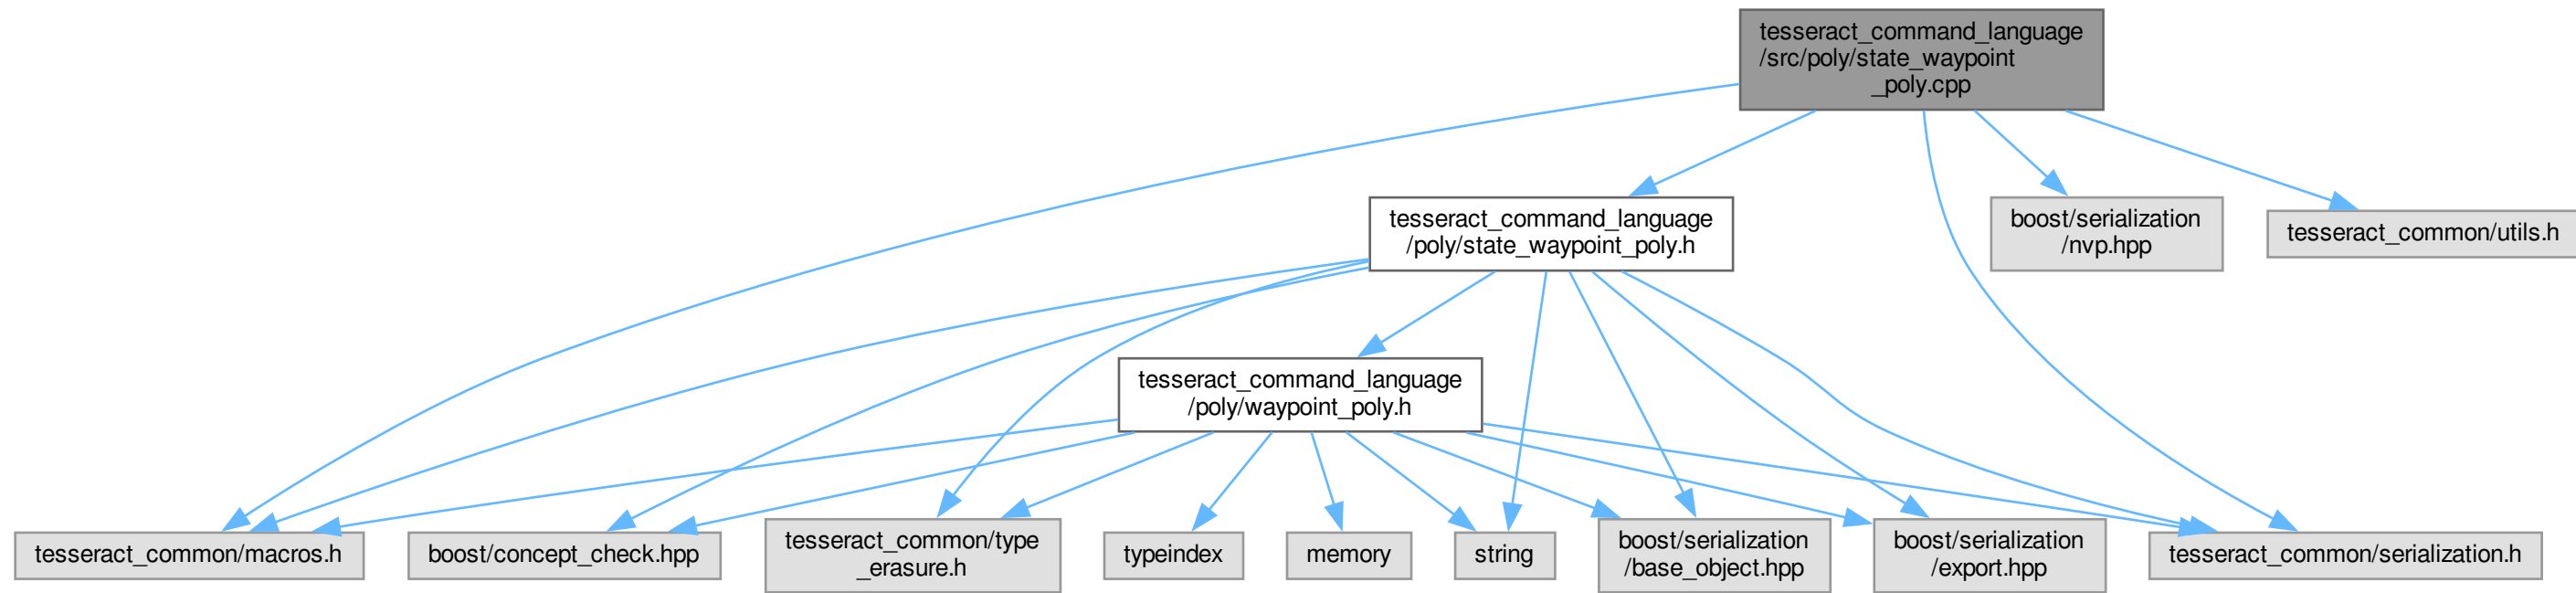 tesseract_command_language
/src/poly/state_waypoint
_poly.cpp
tesseract_command_language
/poly/state_waypoint_poly.h
boost/serialization
/nvp.hpp
tesseract_common/utils.h
tesseract_command_language
/poly/waypoint_poly.h
tesseract_common/macros.h
boost/concept_check.hpp
tesseract_common/type
_erasure.h
typeindex
memory
string
boost/serialization
/base_object.hpp
boost/serialization
/export.hpp
tesseract_common/serialization.h